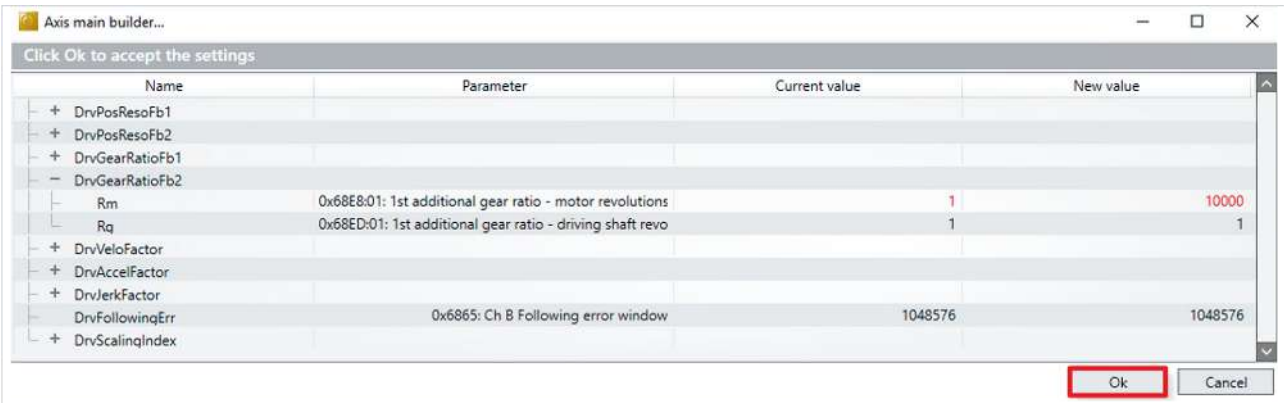 Axis main builder...
Click Ok to accept the settings
Name Parameter Current value New value
DrvPosResoFb1
DrvPosResoFb2
DrvGearRatioFb1
DrvGearRatioFb2
Rm 0x68E8:01: 1st additional gear ratio - motor revolutions 1 10000
Rq 0x68ED:01: 1st additional gear ratio - driving shaft revo 1 1
DrvVeloFactor
DrvAccelFactor
DrvJerkFactor
DrvFollowingErr 0x6865: Ch B Following error window 1048576 1048576
DrvScalingIndex
Ok Cancel